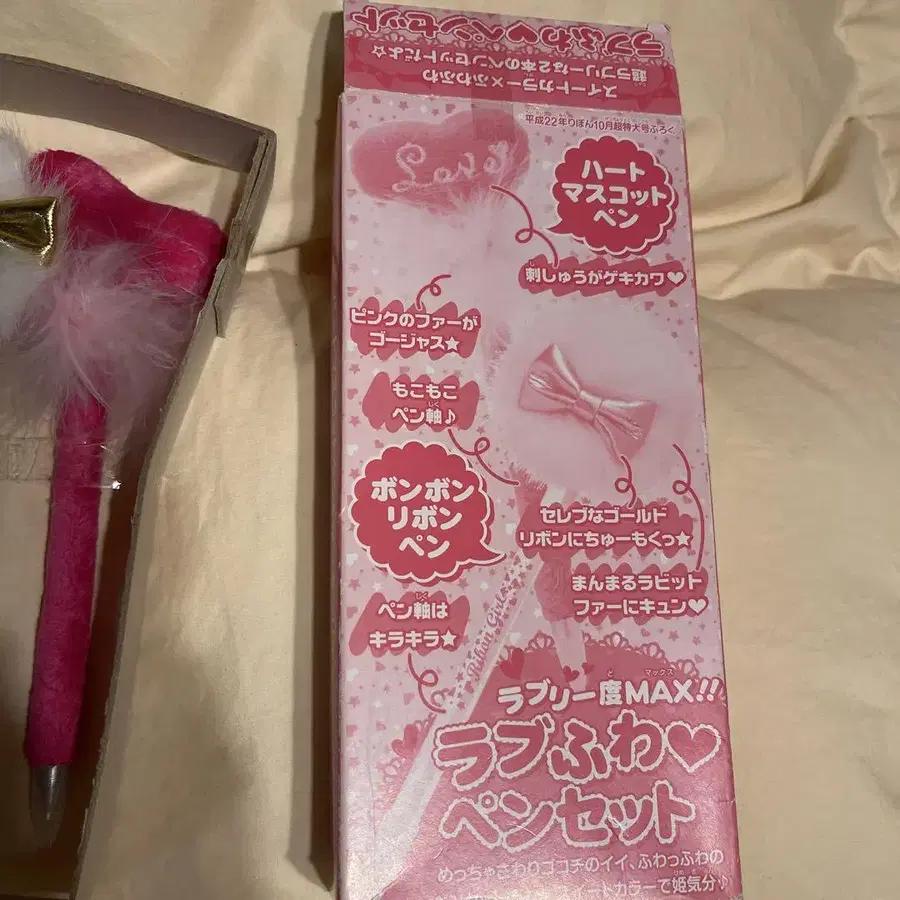 ラブふわ♥ペンセット
スイートカラー×ふわふわ
超ラブリーな2本のペンセットだよ☆
平成22年りぼん10月超特大号ふろく
Love
ハート
マスコット
ペン
刺しゅうがゲキカワ♥
ピンクのファーが
ゴージャス★
もこもこ
ペン軸♪
ボンボン
リボン
ペン
セレブなゴールド
リボンにちゅーもくっ★
まんまるラビット
ファーにキュン♥
ペン軸は
キラキラ★
Ribon Girl
ラブリー度MAX!!
ラブふわ♡
ペンセット
めっちゃさわりゴコチのイイ、ふわっふわの
スイートカラーで姫気分♪